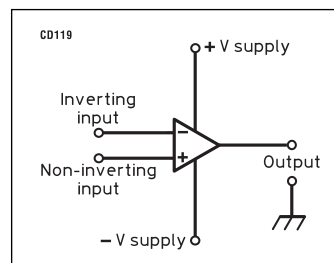 CD119
+ V supply
Inverting
input
−
+
Non-inverting
input
Output
− V supply